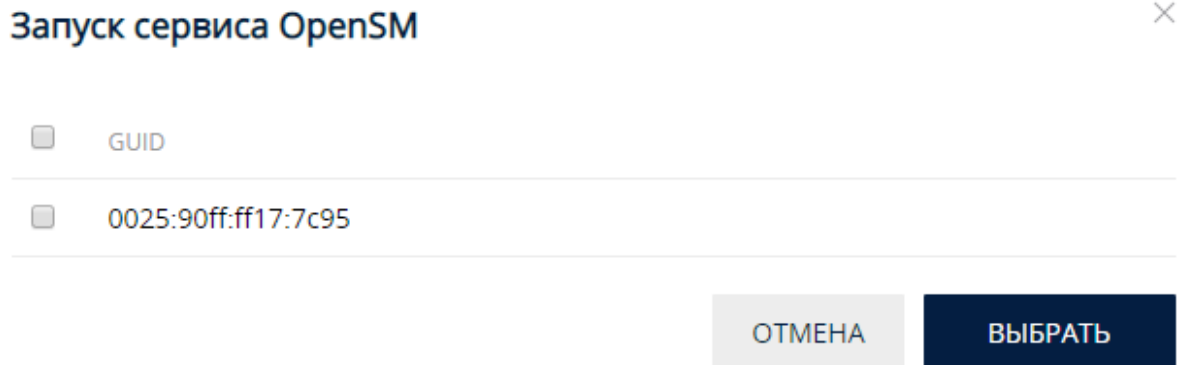 Запуск сервиса OpenSM
GUID
0025:90ff:ff17:7c95
ОТМЕНА ВЫБРАТЬ